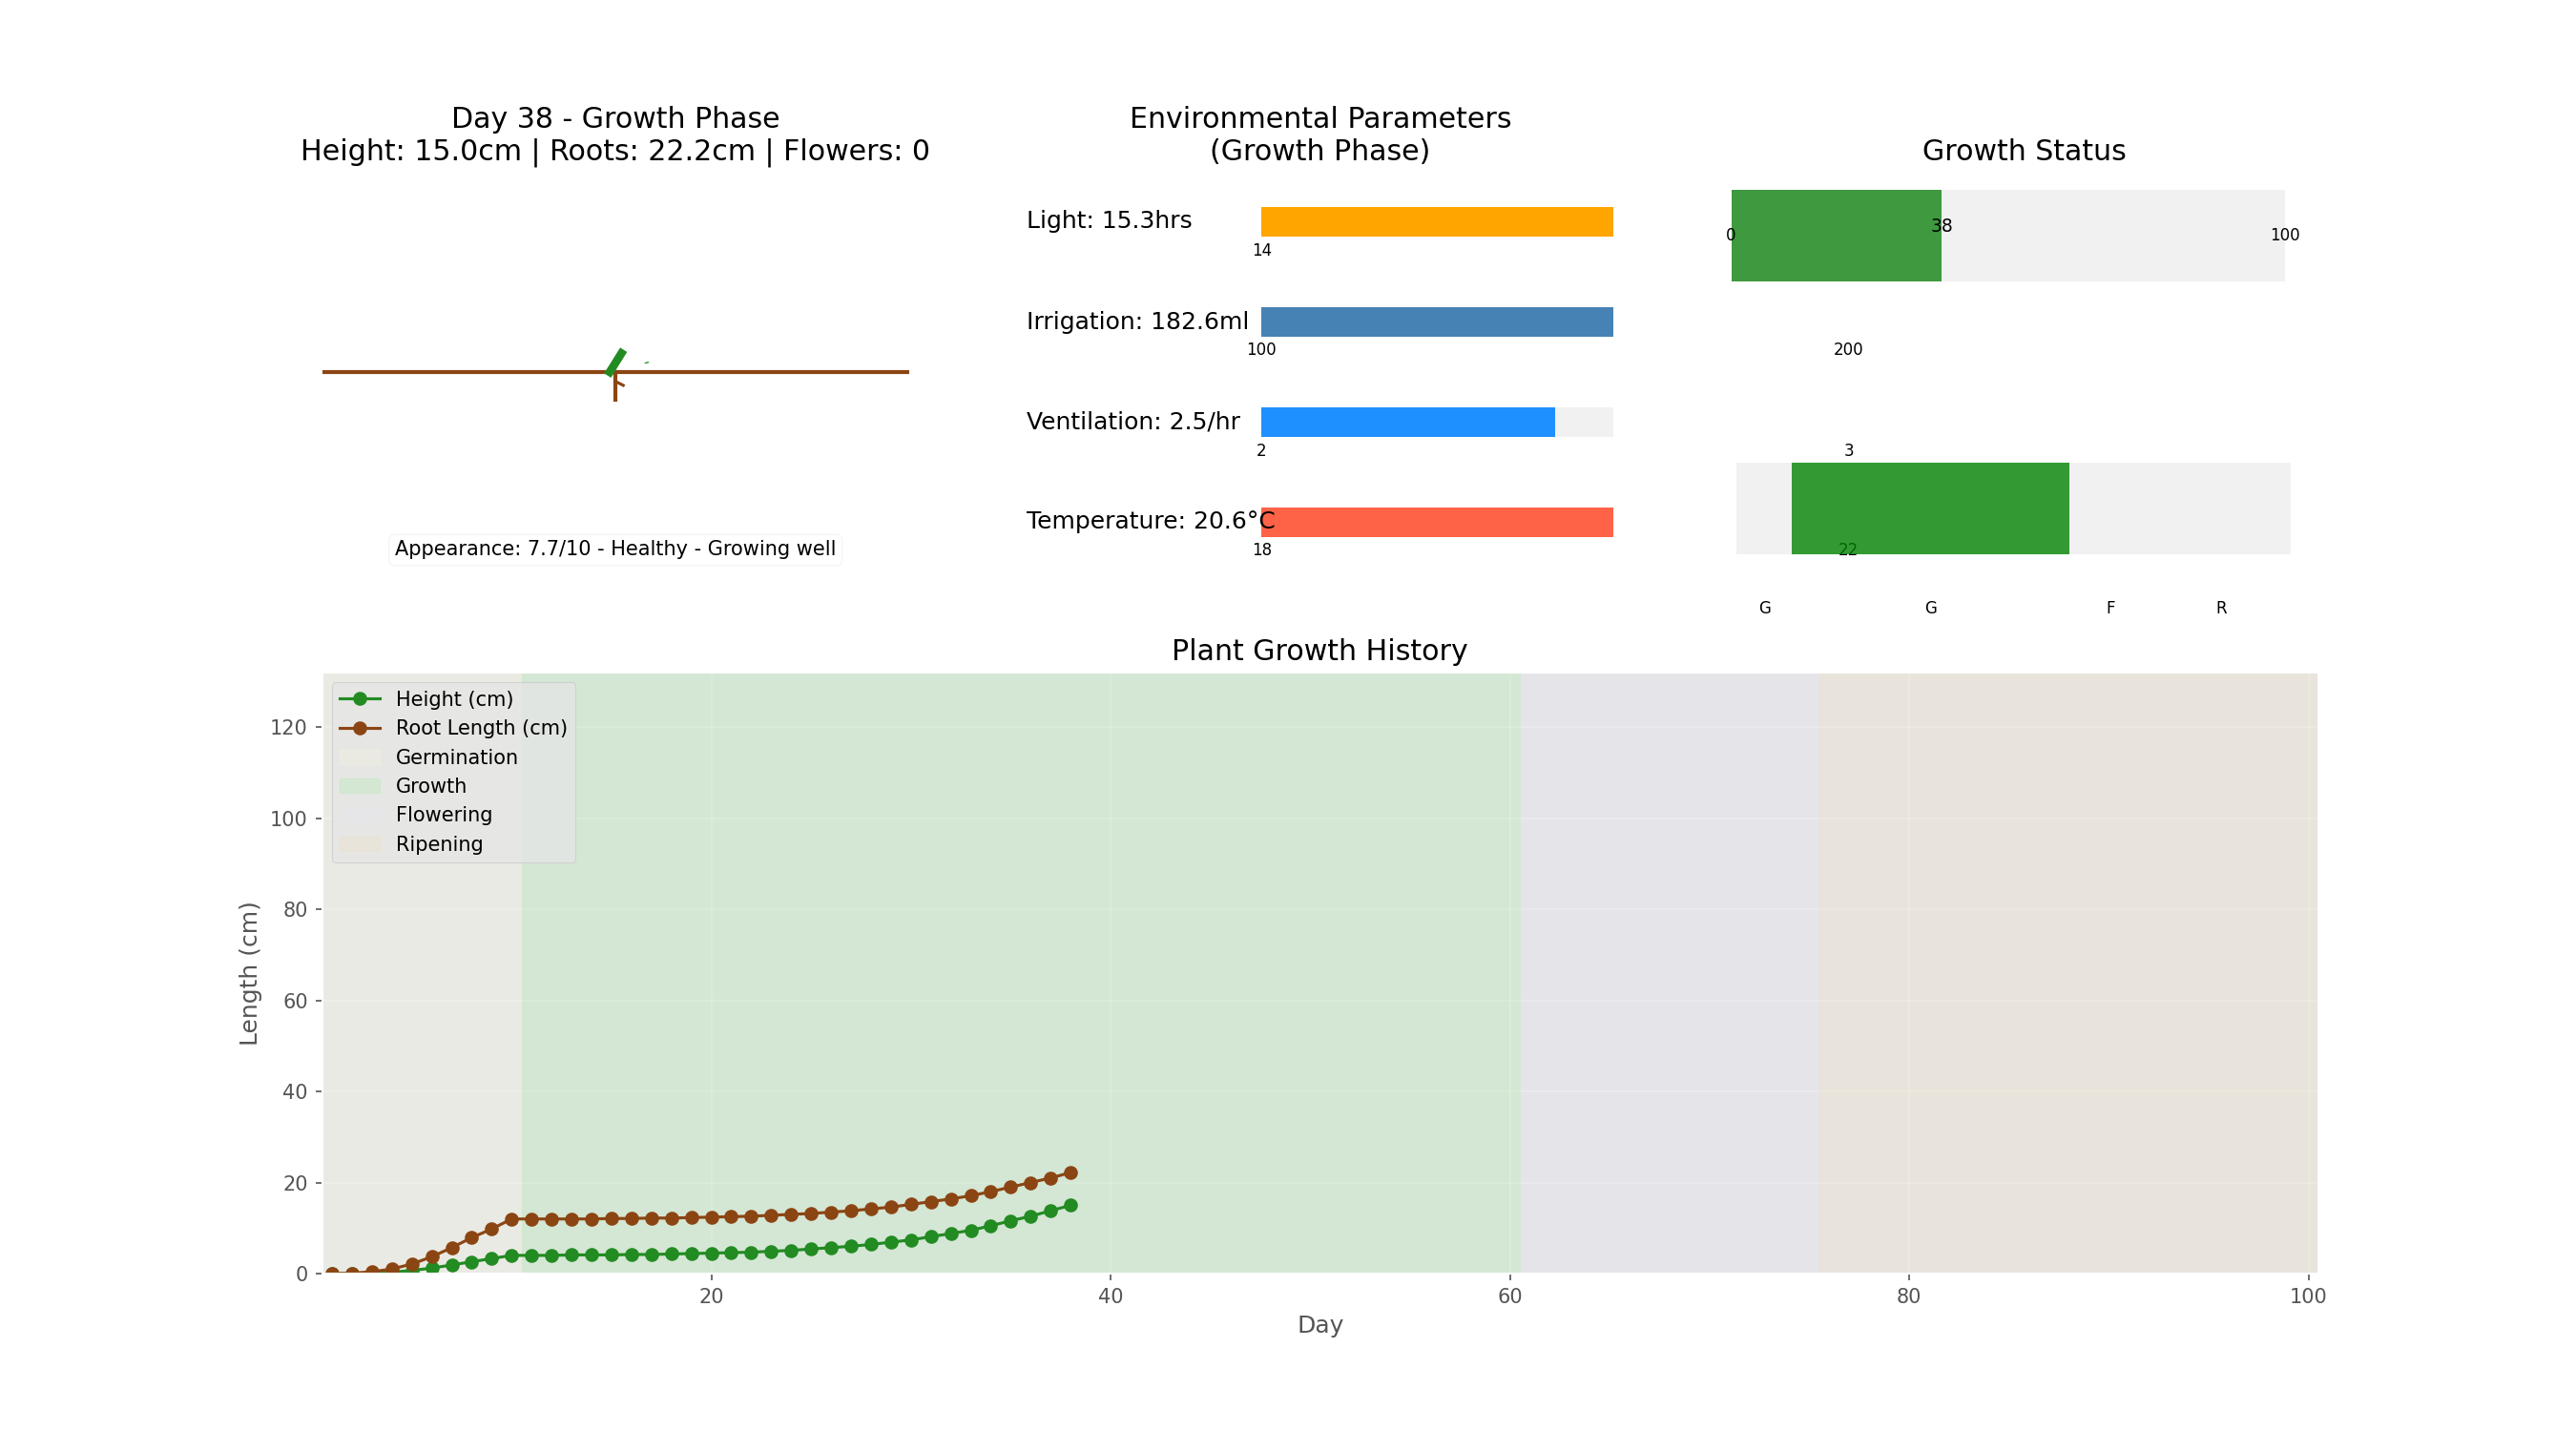 Day 38 - Growth Phase
Height: 15.0cm | Roots: 22.2cm | Flowers: 0
Appearance: 7.7/10 - Healthy - Growing well
Environmental Parameters
(Growth Phase)
Light: 15.3hrs
14
Irrigation: 182.6ml
100
200
Ventilation: 2.5/hr
2
3
Temperature: 20.6°C
18
22
Growth Status
0
38
100
G
G
F
R
Plant Growth History
Height (cm)
Root Length (cm)
Germination
Growth
Flowering
Ripening
Length (cm)
120
100
80
60
40
20
0
20
40
60
80
100
Day